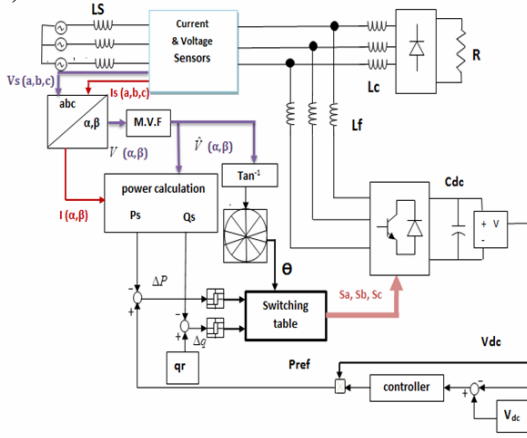 )
LS
Current
& Voltage
Sensors
Lc
R
Vs (a,b,c)
Is (a,b,c)
abc
α,β
M.V.F
V (α,β)
V̂ (α,β)
Lf
I (α,β)
power calculation
Ps
Qs
Tan⁻¹
Cdc
+ V
-
Θ
ΔP
-
+
Switching
table
Sa, Sb, Sc
-
+
Δq
qr
Pref
Vdc
controller
-
+
Vdc